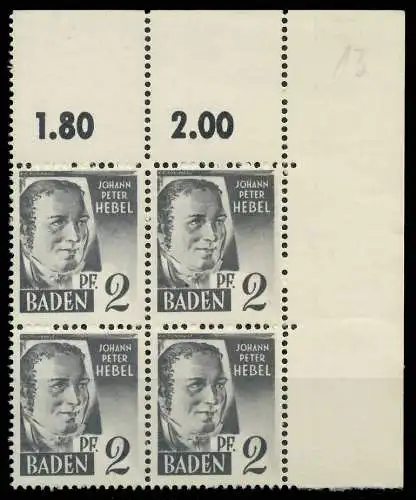 13
1.80 2.00
JOHANN
PETER
HEBEL
PF. 2
BADEN
JOHANN
PETER
HEBEL
PF. 2
BADEN
JOHANN
PETER
HEBEL
PF. 2
BADEN
JOHANN
PETER
HEBEL
PF. 2
BADEN